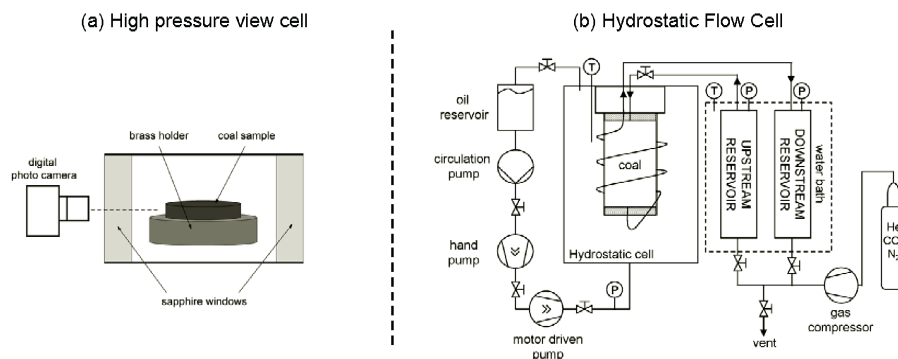 (a) High pressure view cell
(b) Hydrostatic Flow Cell
brass holder
coal sample
digital
photo camera
sapphire windows
oil
reservoir
circulation
pump
hand
pump
motor driven
pump
T
coal
Hydrostatic cell
P
T
P
P
UPSTREAM
RESERVOIR
DOWNSTREAM
RESERVOIR
water bath
vent
gas
compressor
He